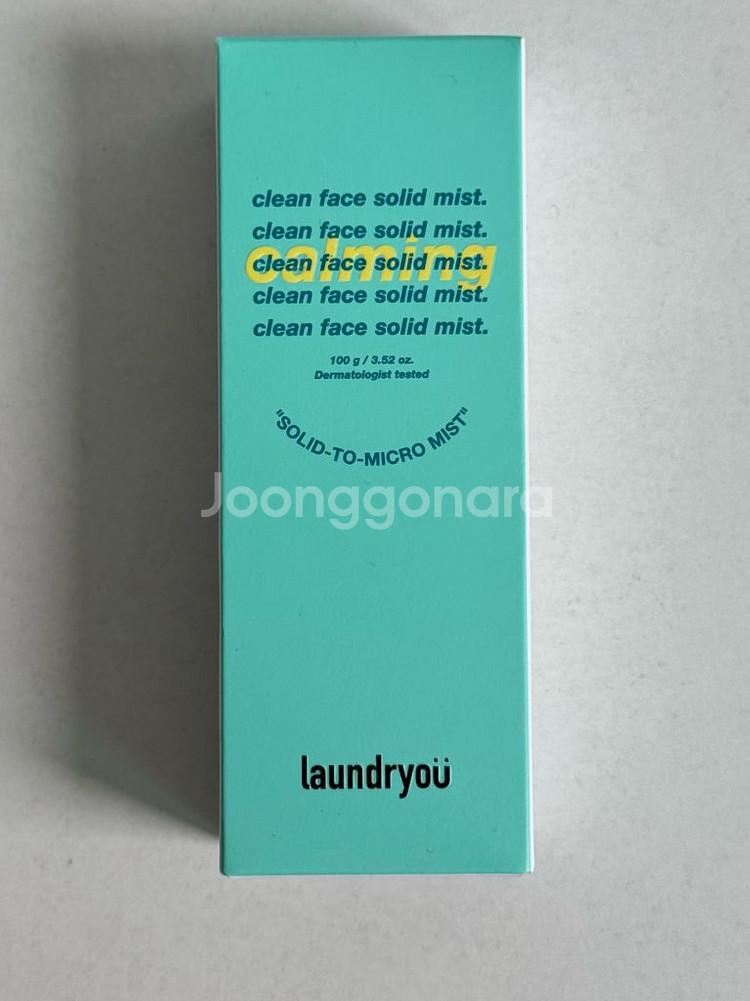 clean face solid mist.
clean face solid mist.
calming
clean face solid mist.
clean face solid mist.
clean face solid mist.
100 g / 3.52 oz.
Dermatologist tested
"SOLID-TO-MICRO MIST"
Joonggonara
laundryoü